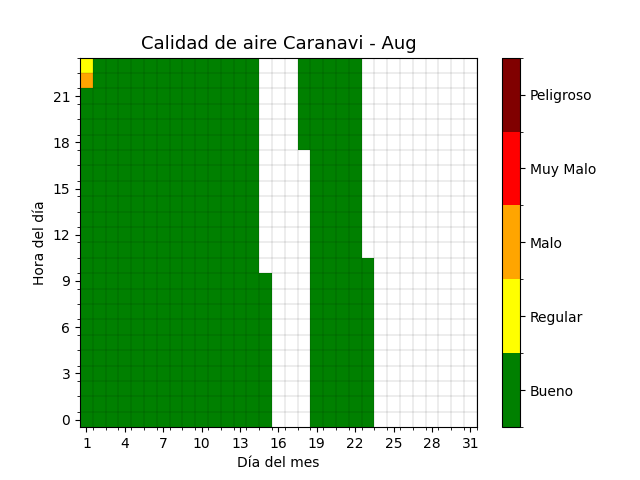 Calidad de aire Caranavi - Aug
21
18
15
12
9
6
3
0
Hora del día
1 4 7 10 13 16 19 22 25 28 31
Día del mes
Peligroso
Muy Malo
Malo
Regular
Bueno